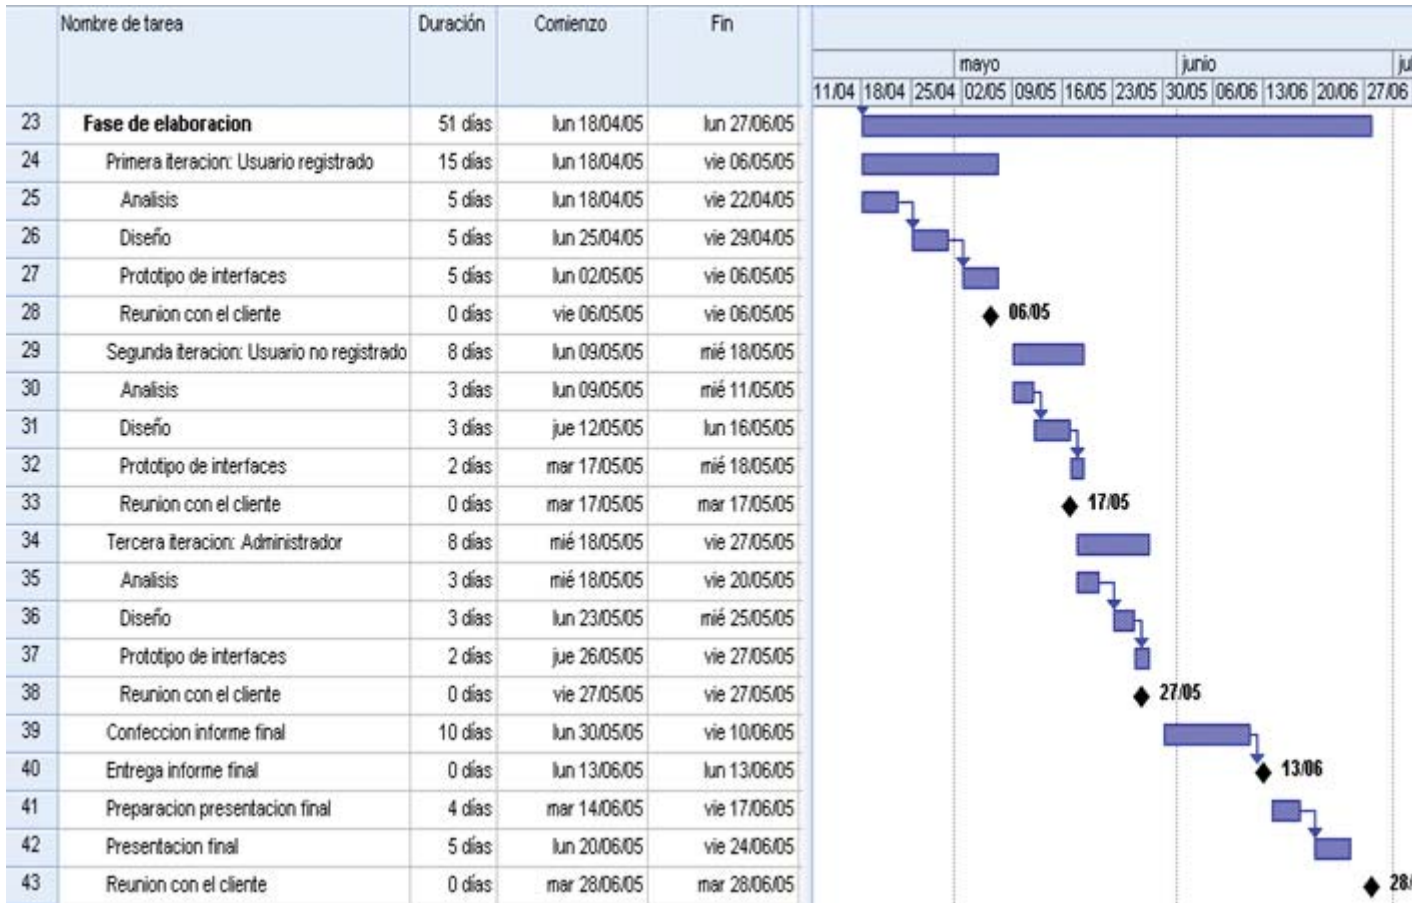 Nombre de tarea Duración Comienzo Fin
mayo junio jul
11/04 18/04 25/04 02/05 09/05 16/05 23/05 30/05 06/06 13/06 20/06 27/06
23 Fase de elaboracion 51 días lun 18/04/05 lun 27/06/05
24 Primera iteracion: Usuario registrado 15 días lun 18/04/05 vie 06/05/05
25 Analisis 5 días lun 18/04/05 vie 22/04/05
26 Diseño 5 días lun 25/04/05 vie 29/04/05
27 Prototipo de interfaces 5 días lun 02/05/05 vie 06/05/05
28 Reunion con el cliente 0 días vie 06/05/05 vie 06/05/05 06/05
29 Segunda iteracion: Usuario no registrado 8 días lun 09/05/05 mié 18/05/05
30 Analisis 3 días lun 09/05/05 mié 11/05/05
31 Diseño 3 días jue 12/05/05 lun 16/05/05
32 Prototipo de interfaces 2 días mar 17/05/05 mié 18/05/05
33 Reunion con el cliente 0 días mar 17/05/05 mar 17/05/05 17/05
34 Tercera iteracion: Administrador 8 días mié 18/05/05 vie 27/05/05
35 Analisis 3 días mié 18/05/05 vie 20/05/05
36 Diseño 3 días lun 23/05/05 mié 25/05/05
37 Prototipo de interfaces 2 días jue 26/05/05 vie 27/05/05
38 Reunion con el cliente 0 días vie 27/05/05 vie 27/05/05 27/05
39 Confeccion informe final 10 días lun 30/05/05 vie 10/06/05
40 Entrega informe final 0 días lun 13/06/05 lun 13/06/05 13/06
41 Preparacion presentacion final 4 días mar 14/06/05 vie 17/06/05
42 Presentacion final 5 días lun 20/06/05 vie 24/06/05
43 Reunion con el cliente 0 días mar 28/06/05 mar 28/06/05 28/